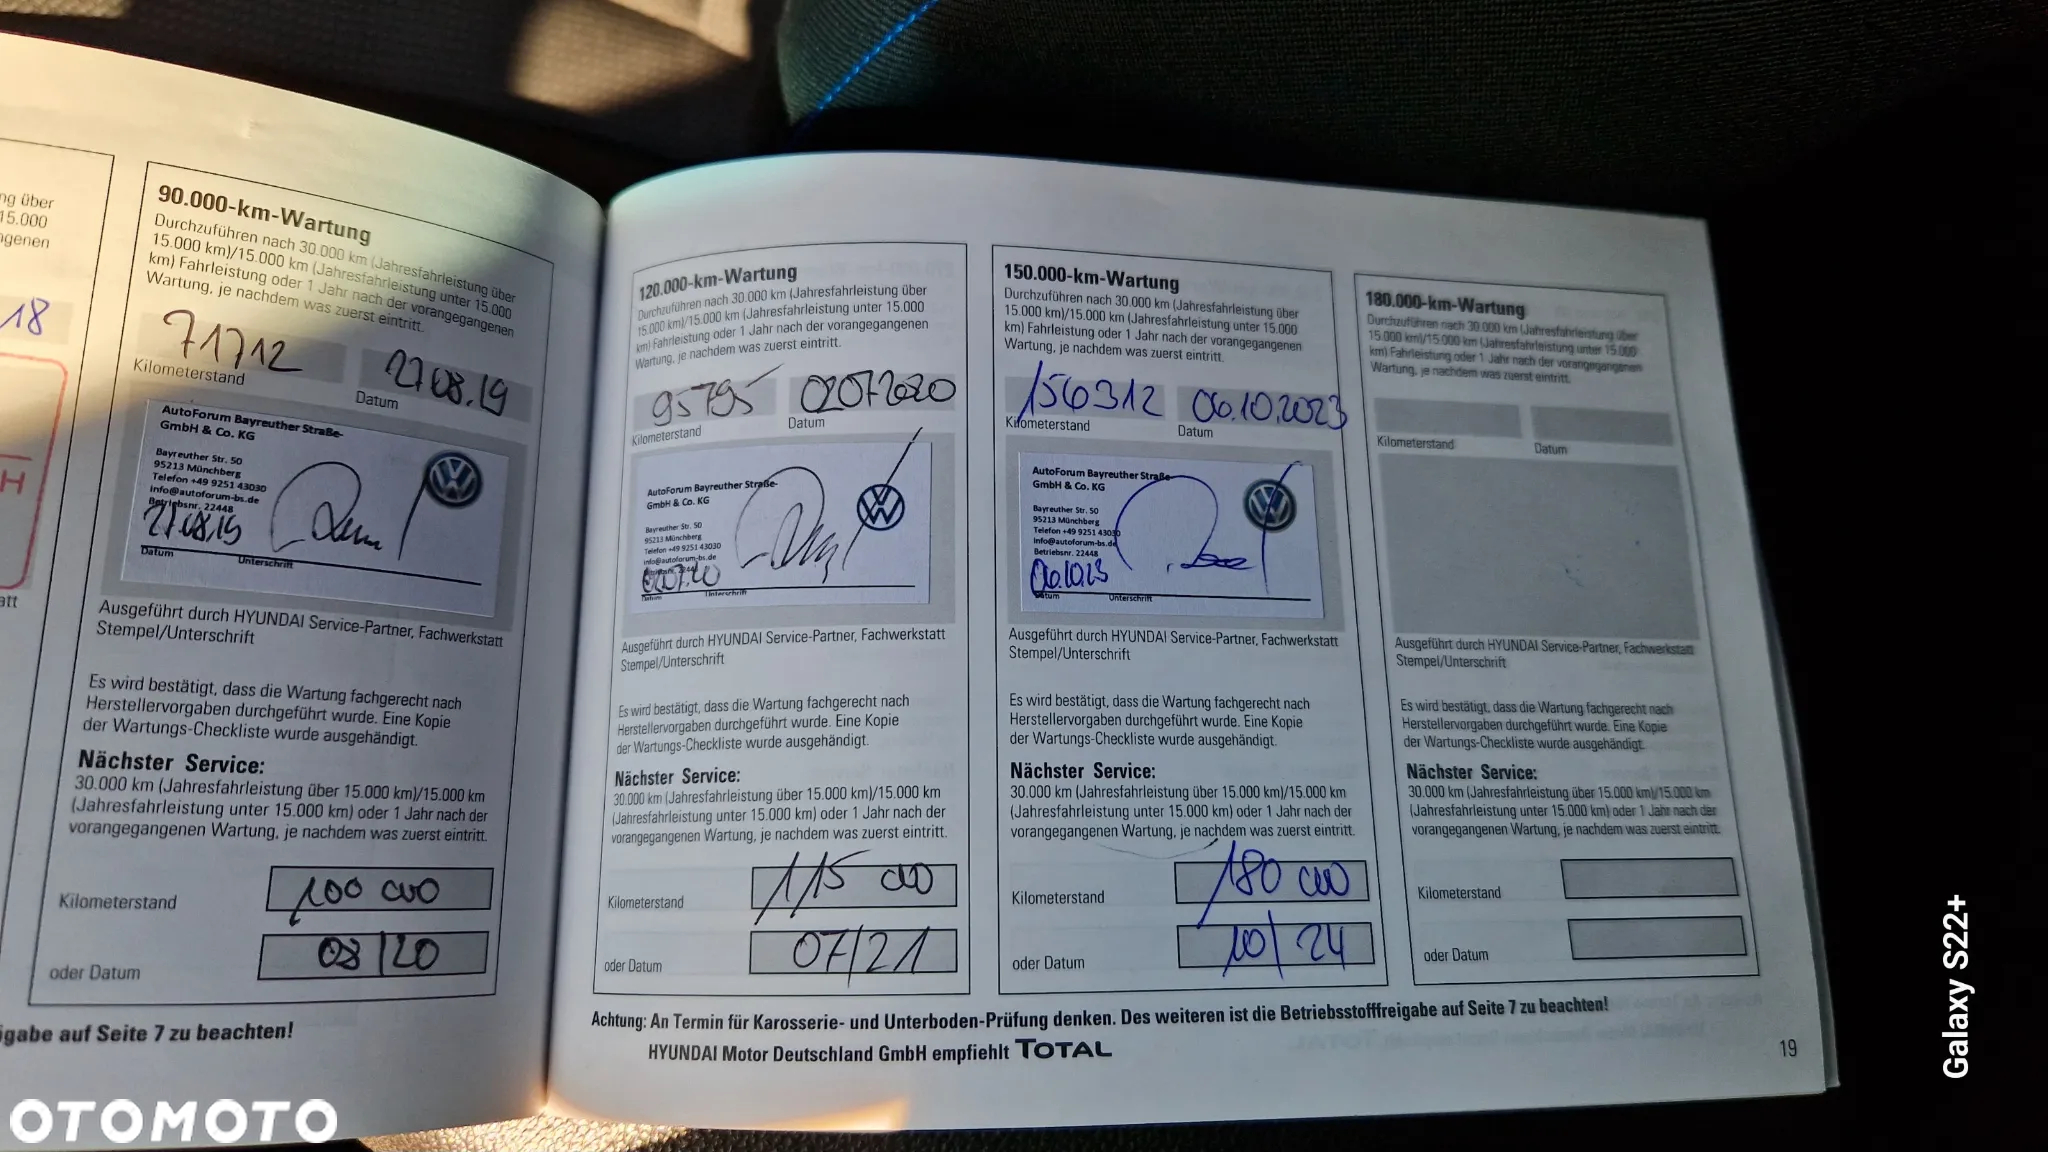 ng über
15.000
ngenen
18
H
att
igabe auf Seite 7 zu beachten!
90.000-km-Wartung
Durchzuführen nach 30.000 km (Jahresfahrleistung über
15.000 km)/15.000 km (Jahresfahrleistung unter 15.000
km) Fahrleistung oder 1 Jahr nach der vorangegangenen
Wartung, je nachdem was zuerst eintritt.
71712
27.08.19
Kilometerstand
Datum
AutoForum Bayreuther Straße-
GmbH & Co. KG
Bayreuther Str. 50
95213 Münchberg
Telefon +49 9251 43030
info@autoforum-bs.de
Betriebsnr. 22448
27.08.19
Datum
Unterschrift
Ausgeführt durch HYUNDAI Service-Partner, Fachwerkstatt
Stempel/Unterschrift
Es wird bestätigt, dass die Wartung fachgerecht nach
Herstellervorgaben durchgeführt wurde. Eine Kopie
der Wartungs-Checkliste wurde ausgehändigt.
Nächster Service:
30.000 km (Jahresfahrleistung über 15.000 km)/15.000 km
(Jahresfahrleistung unter 15.000 km) oder 1 Jahr nach der
vorangegangenen Wartung, je nachdem was zuerst eintritt.
Kilometerstand 100 000
oder Datum 08/20
120.000-km-Wartung
Durchzuführen nach 30.000 km (Jahresfahrleistung über
15.000 km)/15.000 km (Jahresfahrleistung unter 15.000
km) Fahrleistung oder 1 Jahr nach der vorangegangenen
Wartung, je nachdem was zuerst eintritt.
95795
02072020
Kilometerstand
Datum
AutoForum Bayreuther Straße-
GmbH & Co. KG
Bayreuther Str. 50
95213 Münchberg
Telefon +49 9251 43030
info@autoforum-bs.de
02.07.20
Datum
Unterschrift
Ausgeführt durch HYUNDAI Service-Partner, Fachwerkstatt
Stempel/Unterschrift
Es wird bestätigt, dass die Wartung fachgerecht nach
Herstellervorgaben durchgeführt wurde. Eine Kopie
der Wartungs-Checkliste wurde ausgehändigt.
Nächster Service:
30.000 km (Jahresfahrleistung über 15.000 km)/15.000 km
(Jahresfahrleistung unter 15.000 km) oder 1 Jahr nach der
vorangegangenen Wartung, je nachdem was zuerst eintritt.
Kilometerstand 115 000
oder Datum 07/21
150.000-km-Wartung
Durchzuführen nach 30.000 km (Jahresfahrleistung über
15.000 km)/15.000 km (Jahresfahrleistung unter 15.000
km) Fahrleistung oder 1 Jahr nach der vorangegangenen
Wartung, je nachdem was zuerst eintritt.
156312
06.10.2023
Kilometerstand
Datum
AutoForum Bayreuther Straße-
GmbH & Co. KG
Bayreuther Str. 50
95213 Münchberg
Telefon +49 9251 43030
info@autoforum-bs.de
Betriebsnr. 22448
06.10.23
Datum
Unterschrift
Ausgeführt durch HYUNDAI Service-Partner, Fachwerkstatt
Stempel/Unterschrift
Es wird bestätigt, dass die Wartung fachgerecht nach
Herstellervorgaben durchgeführt wurde. Eine Kopie
der Wartungs-Checkliste wurde ausgehändigt.
Nächster Service:
30.000 km (Jahresfahrleistung über 15.000 km)/15.000 km
(Jahresfahrleistung unter 15.000 km) oder 1 Jahr nach der
vorangegangenen Wartung, je nachdem was zuerst eintritt.
Kilometerstand 180 000
oder Datum 10/24
180.000-km-Wartung
Durchzuführen nach 30.000 km (Jahresfahrleistung über
15.000 km)/15.000 km (Jahresfahrleistung unter 15.000
km) Fahrleistung oder 1 Jahr nach der vorangegangenen
Wartung, je nachdem was zuerst eintritt.
Kilometerstand
Datum
Ausgeführt durch HYUNDAI Service-Partner, Fachwerkstatt
Stempel/Unterschrift
Es wird bestätigt, dass die Wartung fachgerecht nach
Herstellervorgaben durchgeführt wurde. Eine Kopie
der Wartungs-Checkliste wurde ausgehändigt.
Nächster Service:
30.000 km (Jahresfahrleistung über 15.000 km)/15.000 km
(Jahresfahrleistung unter 15.000 km) oder 1 Jahr nach der
vorangegangenen Wartung, je nachdem was zuerst eintritt.
Kilometerstand
oder Datum
Achtung: An Termin für Karosserie- und Unterboden-Prüfung denken. Des weiteren ist die Betriebsstofffreigabe auf Seite 7 zu beachten!
HYUNDAI Motor Deutschland GmbH empfiehlt TOTAL
19
Galaxy S22+
OTOMOTO